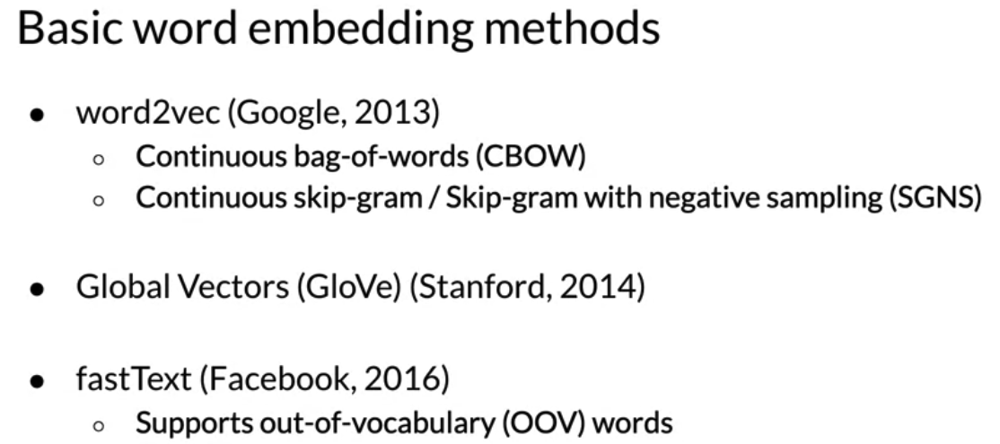 Basic word embedding methods
● word2vec (Google, 2013)
○ Continuous bag-of-words (CBOW)
○ Continuous skip-gram / Skip-gram with negative sampling (SGNS)
● Global Vectors (GloVe) (Stanford, 2014)
● fastText (Facebook, 2016)
○ Supports out-of-vocabulary (OOV) words